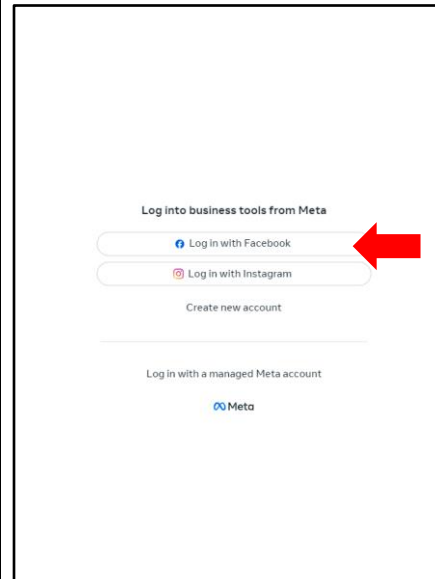 Log into business tools from Meta
Log in with Facebook
Log in with Instagram
Create new account
Log in with a managed Meta account
Meta